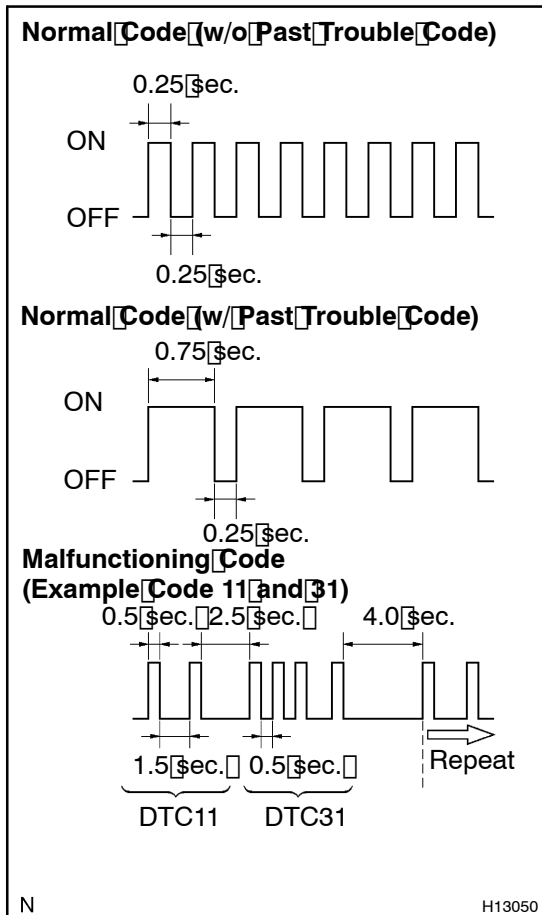 Normal Code (w/o Past Trouble Code)
0.25 sec.
ON
OFF
0.25 sec.
Normal Code (w/ Past Trouble Code)
0.75 sec.
ON
OFF
0.25 sec.
Malfunctioning Code
(Example Code 11 and 31)
0.5 sec. 2.5 sec. 4.0 sec.
1.5 sec. 0.5 sec. Repeat
DTC11 DTC31
N H13050